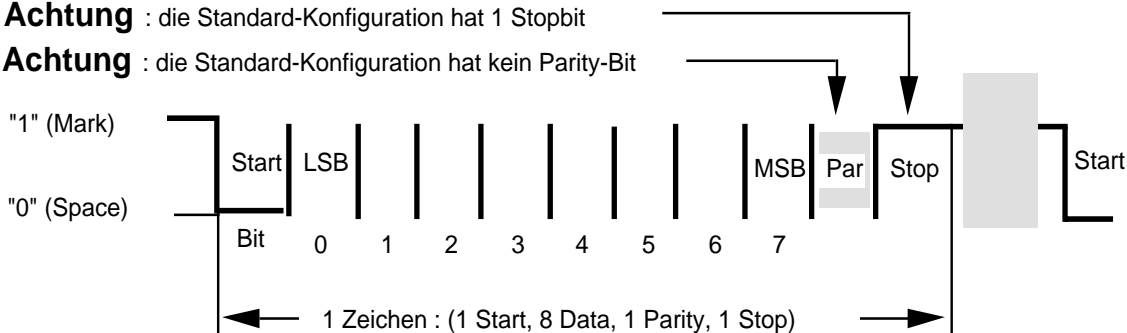 Achtung : die Standard-Konfiguration hat 1 Stopbit
Achtung : die Standard-Konfiguration hat kein Parity-Bit
"1" (Mark)
Start LSB MSB Par Stop Start
"0" (Space)
Bit 0 1 2 3 4 5 6 7
1 Zeichen : (1 Start, 8 Data, 1 Parity, 1 Stop)